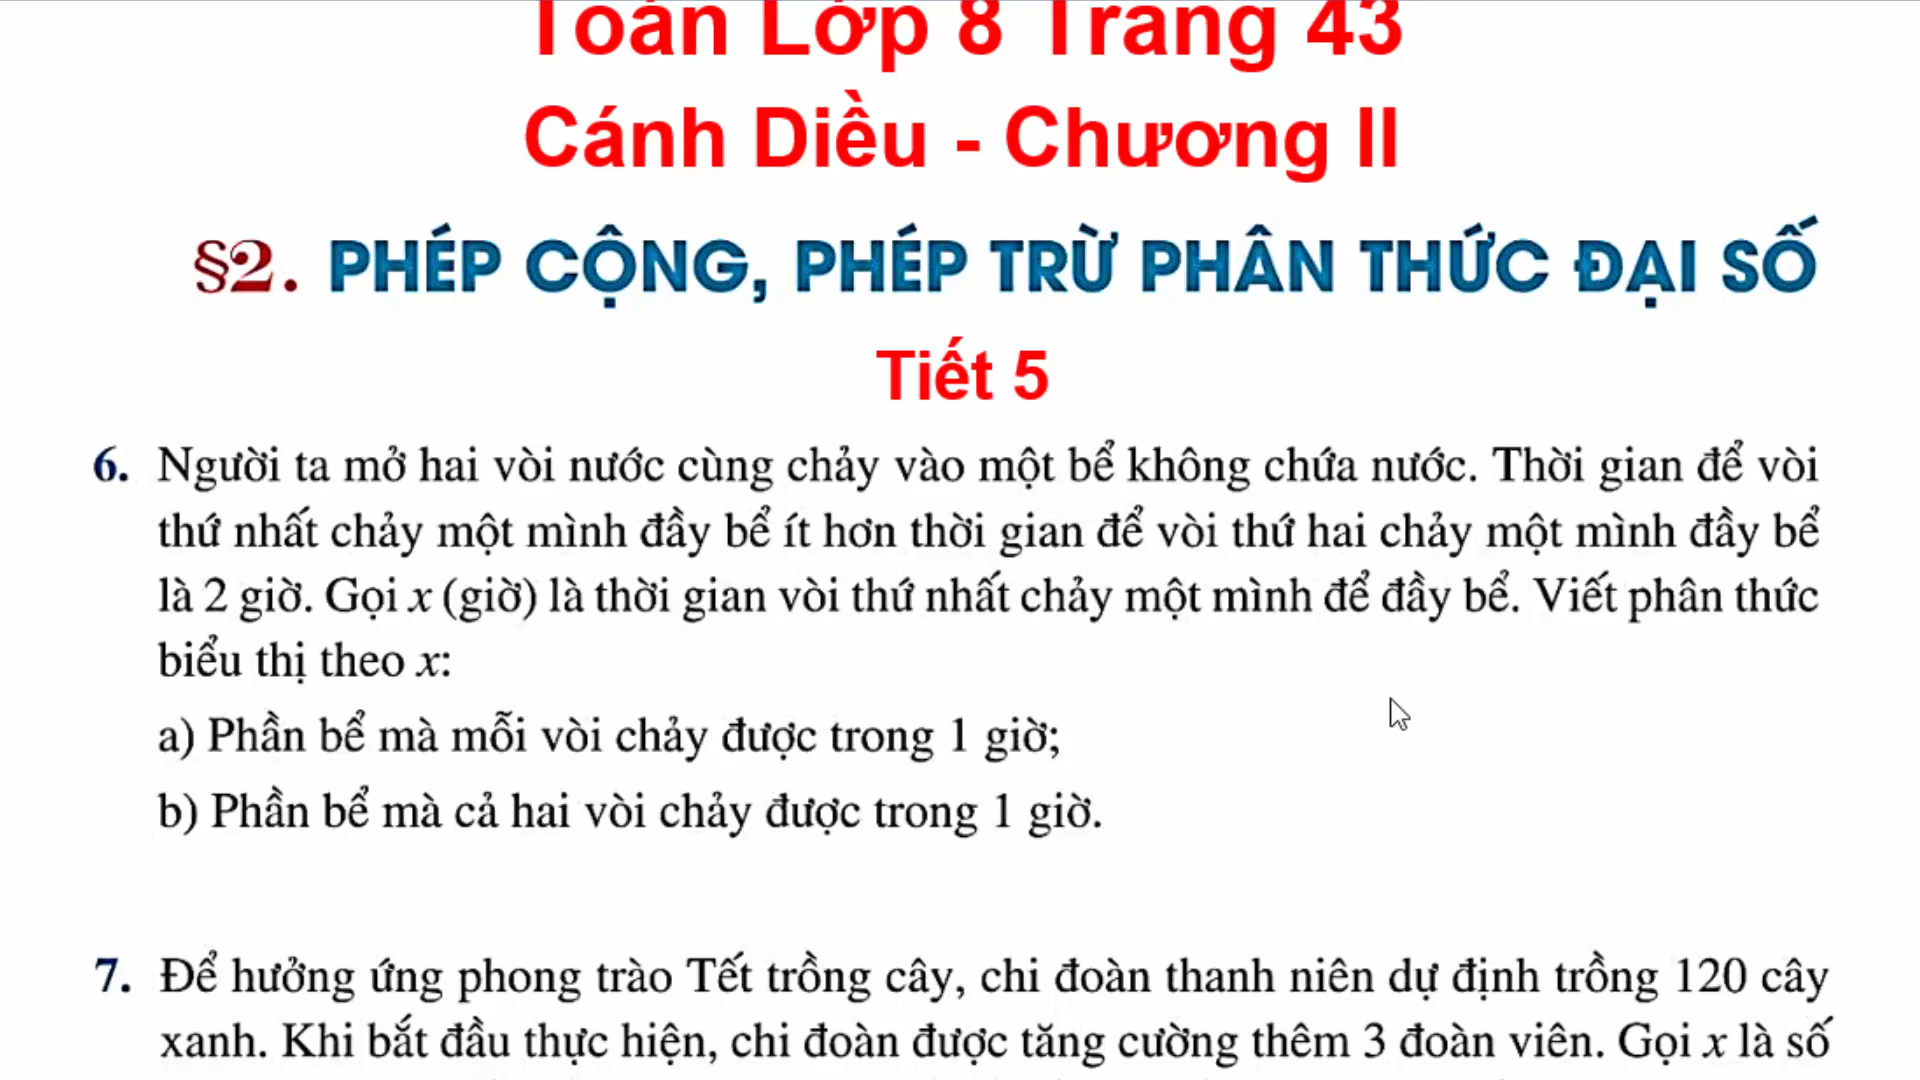 Toán Lớp 8 Trang 43
Cánh Diều - Chương II
§2. PHÉP CỘNG, PHÉP TRỪ PHÂN THỨC ĐẠI SỐ
Tiết 5
6. Người ta mở hai vòi nước cùng chảy vào một bể không chứa nước. Thời gian để vòi
thứ nhất chảy một mình đầy bể ít hơn thời gian để vòi thứ hai chảy một mình đầy bể
là 2 giờ. Gọi x (giờ) là thời gian vòi thứ nhất chảy một mình để đầy bể. Viết phân thức
biểu thị theo x:
a) Phần bể mà mỗi vòi chảy được trong 1 giờ;
b) Phần bể mà cả hai vòi chảy được trong 1 giờ.
7. Để hưởng ứng phong trào Tết trồng cây, chi đoàn thanh niên dự định trồng 120 cây
xanh. Khi bắt đầu thực hiện, chi đoàn được tăng cường thêm 3 đoàn viên. Gọi x là số